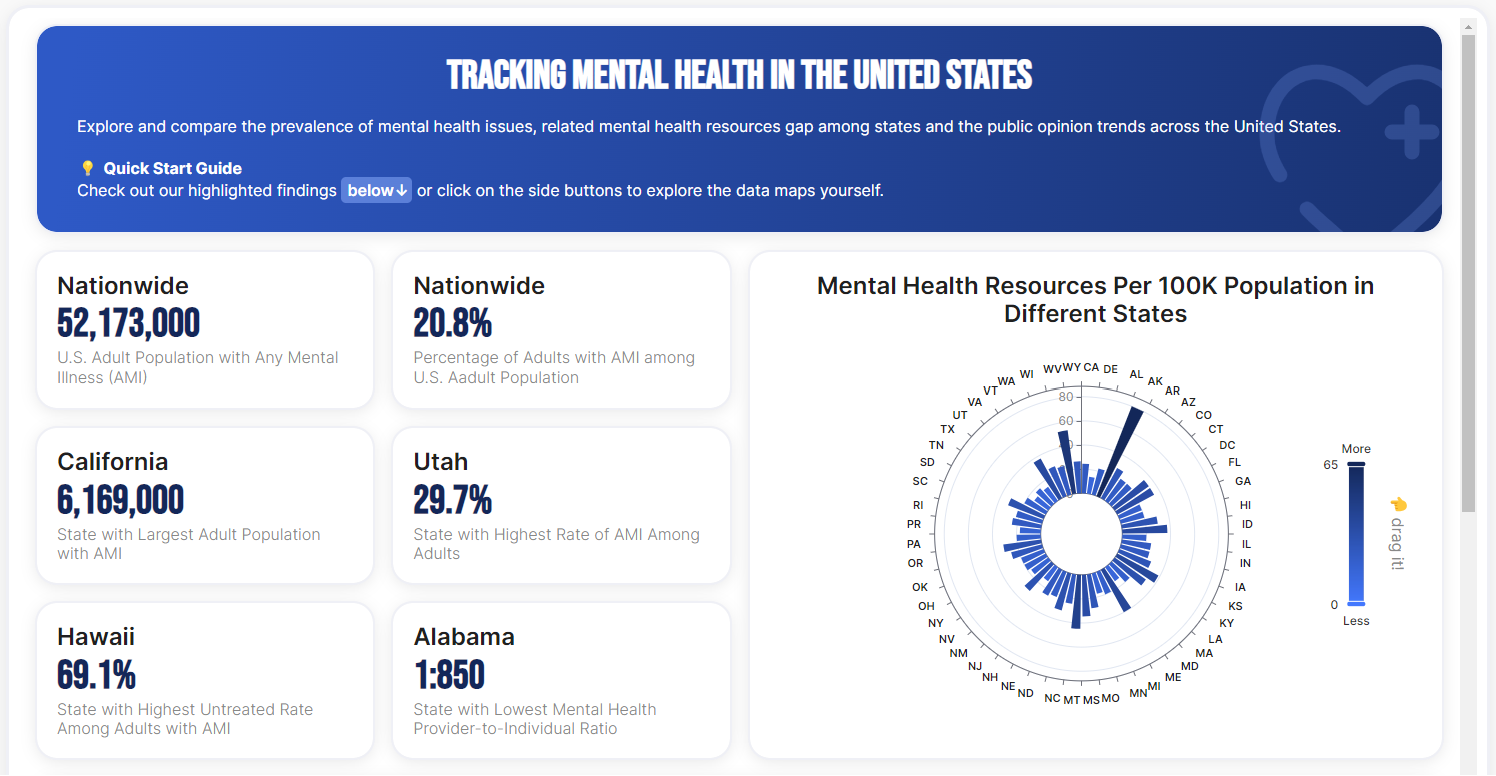 TRACKING MENTAL HEALTH IN THE UNITED STATES
Explore and compare the prevalence of mental health issues, related mental health resources gap among states and the public opinion trends across the United States.
💡 Quick Start Guide
Check out our highlighted findings below↓ or click on the side buttons to explore the data maps yourself.
Nationwide
52,173,000
U.S. Adult Population with Any Mental
Illness (AMI)
Nationwide
20.8%
Percentage of Adults with AMI among
U.S. Aadult Population
California
6,169,000
State with Largest Adult Population
with AMI
Utah
29.7%
State with Highest Rate of AMI Among
Adults
Hawaii
69.1%
State with Highest Untreated Rate
Among Adults with AMI
Alabama
1:850
State with Lowest Mental Health
Provider-to-Individual Ratio
Mental Health Resources Per 100K Population in
Different States
CA
DE
AL
AK
AR
AZ
CO
CT
DC
FL
GA
HI
ID
IL
IN
IA
KS
KY
LA
MA
MD
ME
MI
MN
MO
MS
MT
NC
ND
NE
NH
NJ
NM
NV
NY
OH
OK
OR
PA
PR
RI
SC
SD
TN
TX
UT
VA
VT
WA
WI
WV
WY
80
60
More
65
0
Less
👈 drag it!